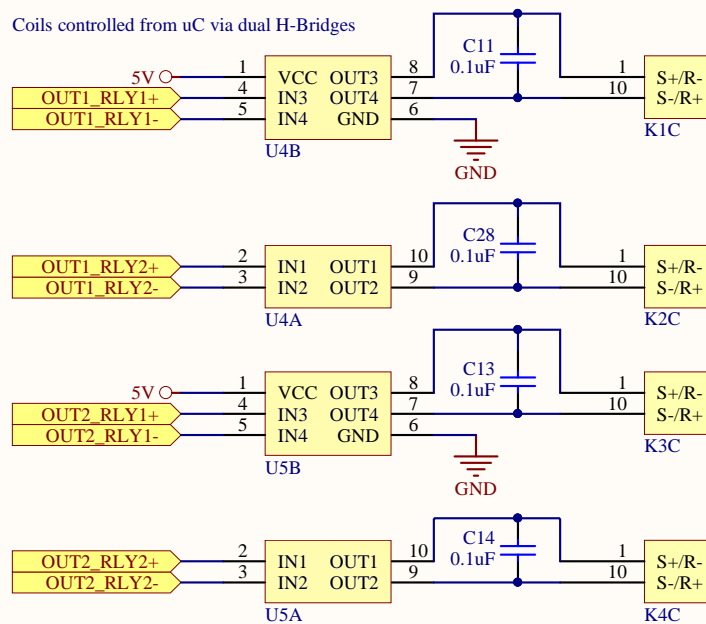 Coils controlled from uC via dual H-Bridges
5V 1 VCC OUT3 8 C11 0.1uF 1 S+/R-
OUT1_RLY1+ 4 IN3 OUT4 7 10 S-/R+
OUT1_RLY1- 5 IN4 GND 6
U4B K1C
GND
C28 0.1uF
OUT1_RLY2+ 2 IN1 OUT1 10 1 S+/R-
OUT1_RLY2- 3 IN2 OUT2 9 10 S-/R+
U4A K2C
5V 1 VCC OUT3 8 C13 0.1uF 1 S+/R-
OUT2_RLY1+ 4 IN3 OUT4 7 10 S-/R+
OUT2_RLY1- 5 IN4 GND 6
U5B K3C
GND
C14 0.1uF
OUT2_RLY2+ 2 IN1 OUT1 10 1 S+/R-
OUT2_RLY2- 3 IN2 OUT2 9 10 S-/R+
U5A K4C